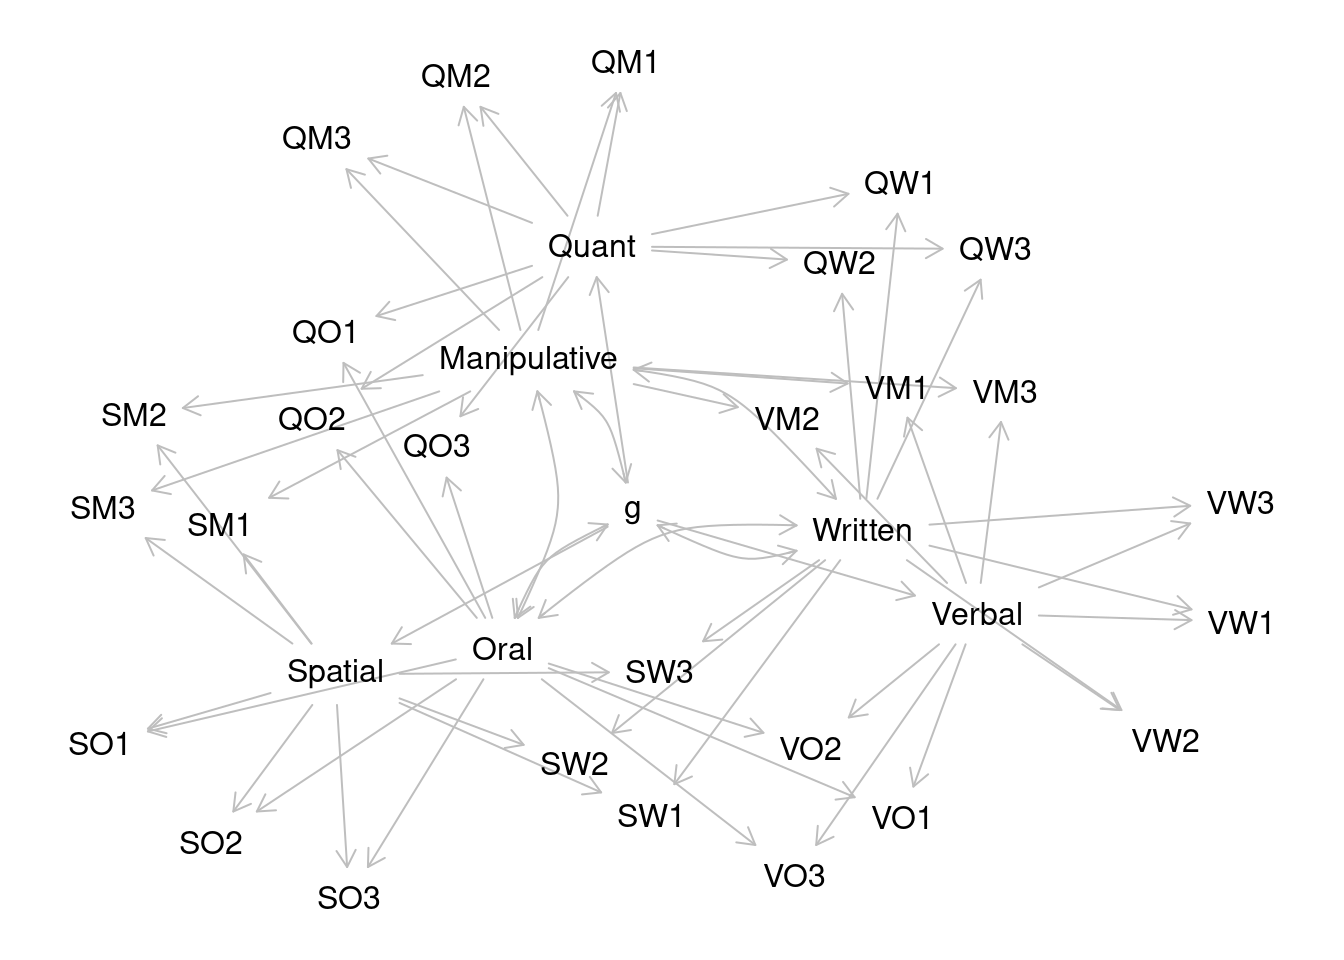 QM1
QM2
QM3
QW1
Quant
QW3
QW2
QO1
Manipulative
VM1
VM3
SM2
QO2
VM2
QO3
VW3
SM3
g
SM1
Written
Verbal
VW1
Oral
Spatial
SW3
SO1
VW2
VO2
SW2
SW1
VO1
SO2
VO3
SO3